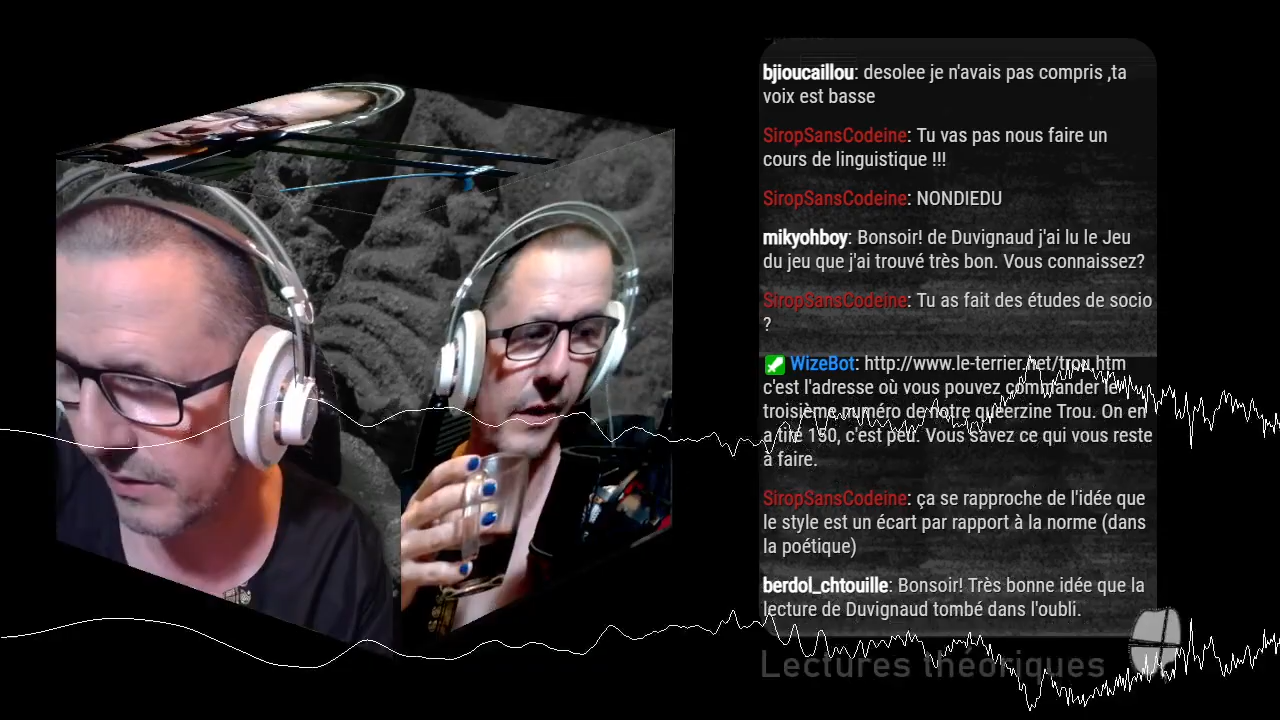 bjioucaillou: desolee je n'avais pas compris ,ta
voix est basse
SiropSansCodeine: Tu vas pas nous faire un
cours de linguistique !!!
SiropSansCodeine: NONDIEDU
mikyohboy: Bonsoir! de Duvignaud j'ai lu le Jeu
du jeu que j'ai trouvé très bon. Vous connaissez?
SiropSansCodeine: Tu as fait des études de socio
?
WizeBot: http://www.le-terrier.net/trou.htm
c'est l'adresse où vous pouvez commander le
troisième numéro de notre queerzine Trou. On en
a tiré 150, c'est peu. Vous savez ce qui vous reste
à faire.
SiropSansCodeine: ça se rapproche de l'idée que
le style est un écart par rapport à la norme (dans
la poétique)
berdol_chtouille: Bonsoir! Très bonne idée que la
lecture de Duvignaud tombé dans l'oubli.
Lectures théoriques